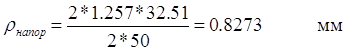 ρнапор = 2*1.257*32.51 / 2*50 = 0.8273 мм